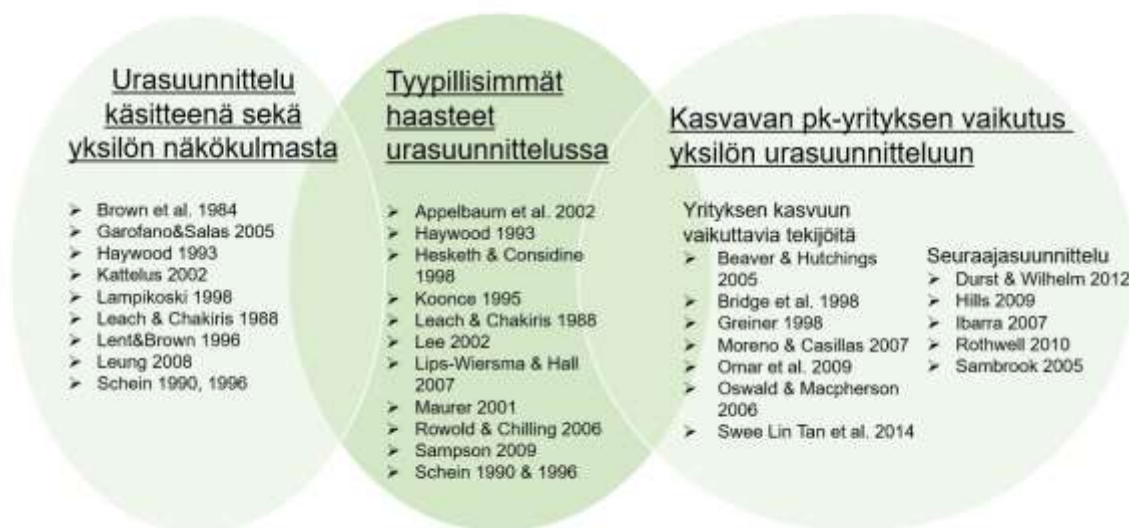 Urasuunnittelu
käsitteenä sekä
yksilön näkökulmasta
➢ Brown et al. 1984
➢ Garofano&Salas 2005
➢ Haywood 1993
➢ Kattelus 2002
➢ Lampikoski 1998
➢ Leach & Chakiris 1988
➢ Lent&Brown 1996
➢ Leung 2008
➢ Schein 1990, 1996
Tyypillisimmät
haasteet
urasuunnittelussa
➢ Appelbaum et al. 2002
➢ Haywood 1993
➢ Hesketh & Considine
1998
➢ Koonce 1995
➢ Leach & Chakiris 1988
➢ Lee 2002
➢ Lips-Wiersma & Hall
2007
➢ Maurer 2001
➢ Rowold & Chilling 2006
➢ Sampson 2009
➢ Schein 1990 & 1996
Kasvavan pk-yrityksen vaikutus
yksilön urasuunnitteluun
Yrityksen kasvuun
vaikuttavia tekijöitä
➢ Beaver & Hutchings
2005
➢ Bridge et al. 1998
➢ Greiner 1998
➢ Moreno & Casillas 2007
➢ Omar et al. 2009
➢ Oswald & Macpherson
2006
➢ Swee Lin Tan et al. 2014
Seuraajasuunnittelu
➢ Durst & Wilhelm 2012
➢ Hills 2009
➢ Ibarra 2007
➢ Rothwell 2010
➢ Sambrook 2005